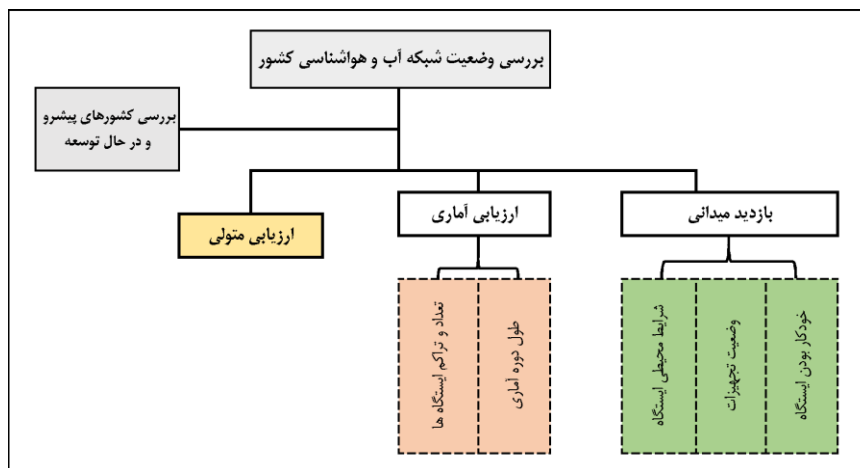 بررسی وضعیت شبکه آب و هواشناسی کشور
بررسی کشورهای پیشرو
و در حال توسعه
بازدید میدانی
ارزیابی آماری
ارزیابی متولی
خودکار بودن ایستگاه
وضعیت تجهیزات
شرایط محیطی ایستگاه
طول دوره آماری
تعداد و تراکم ایستگاه ها